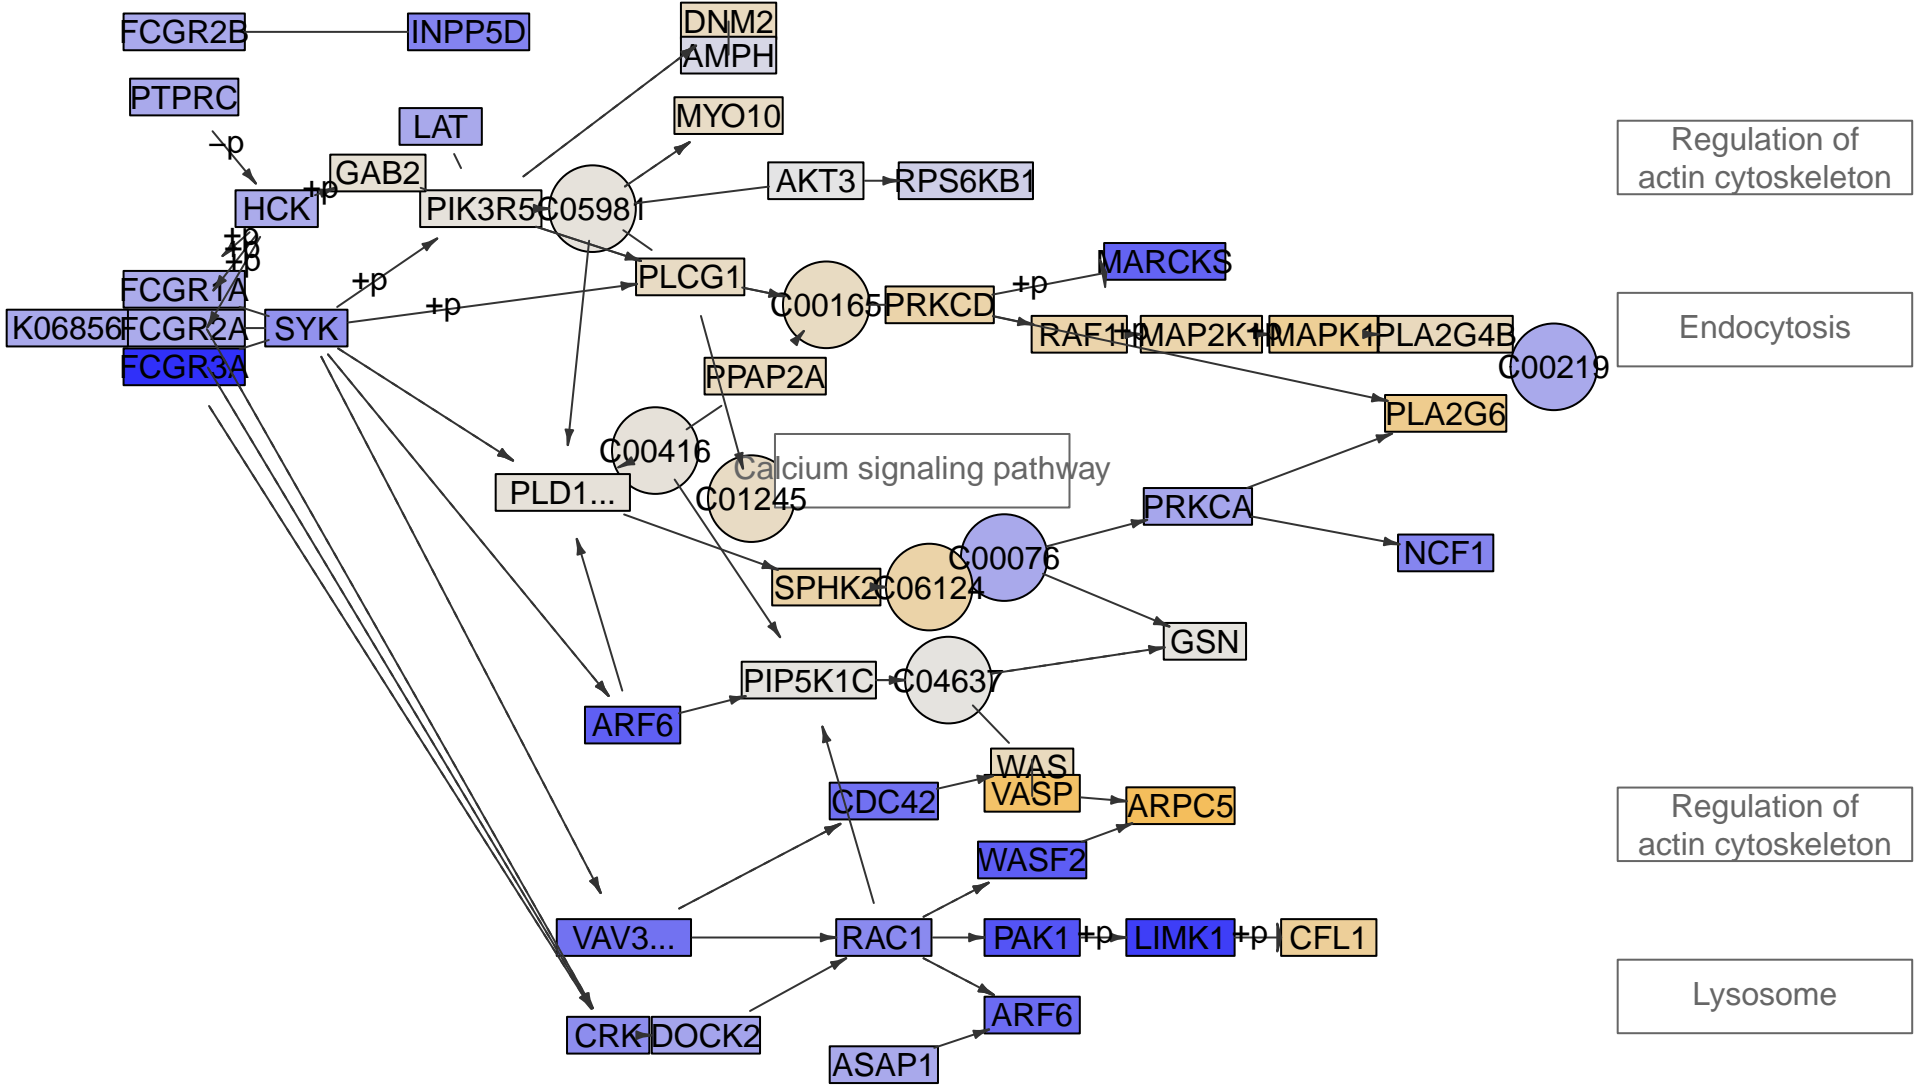 DNM2
FCGR2B
INPP5D
AMPH
PTPRC
MYO10
LAT
Regulation of
actin cytoskeleton
-p
GAB2
AKT3
RPS6KB1
+p
HCK
PIK3R5
C05981
+p
+p
+p
MARCKS
PLCG1
+p
+p
FCGR1A
C00165
PRKCD
+p
K06856
FCGR2A
SYK
RAF1
+p
MAP2K1
+p
MAPK1
PLA2G4B
Endocytosis
FCGR3A
PPAP2A
C00219
PLA2G6
C00416
Calcium signaling pathway
PLD1...
C01245
PRKCA
C00076
NCF1
SPHK2
C06124
GSN
PIP5K1C
C04637
ARF6
WAS
VASP
CDC42
ARPC5
Regulation of
actin cytoskeleton
WASF2
VAV3...
RAC1
PAK1
+p
LIMK1
+p
CFL1
Lysosome
ARF6
CRK
DOCK2
ASAP1